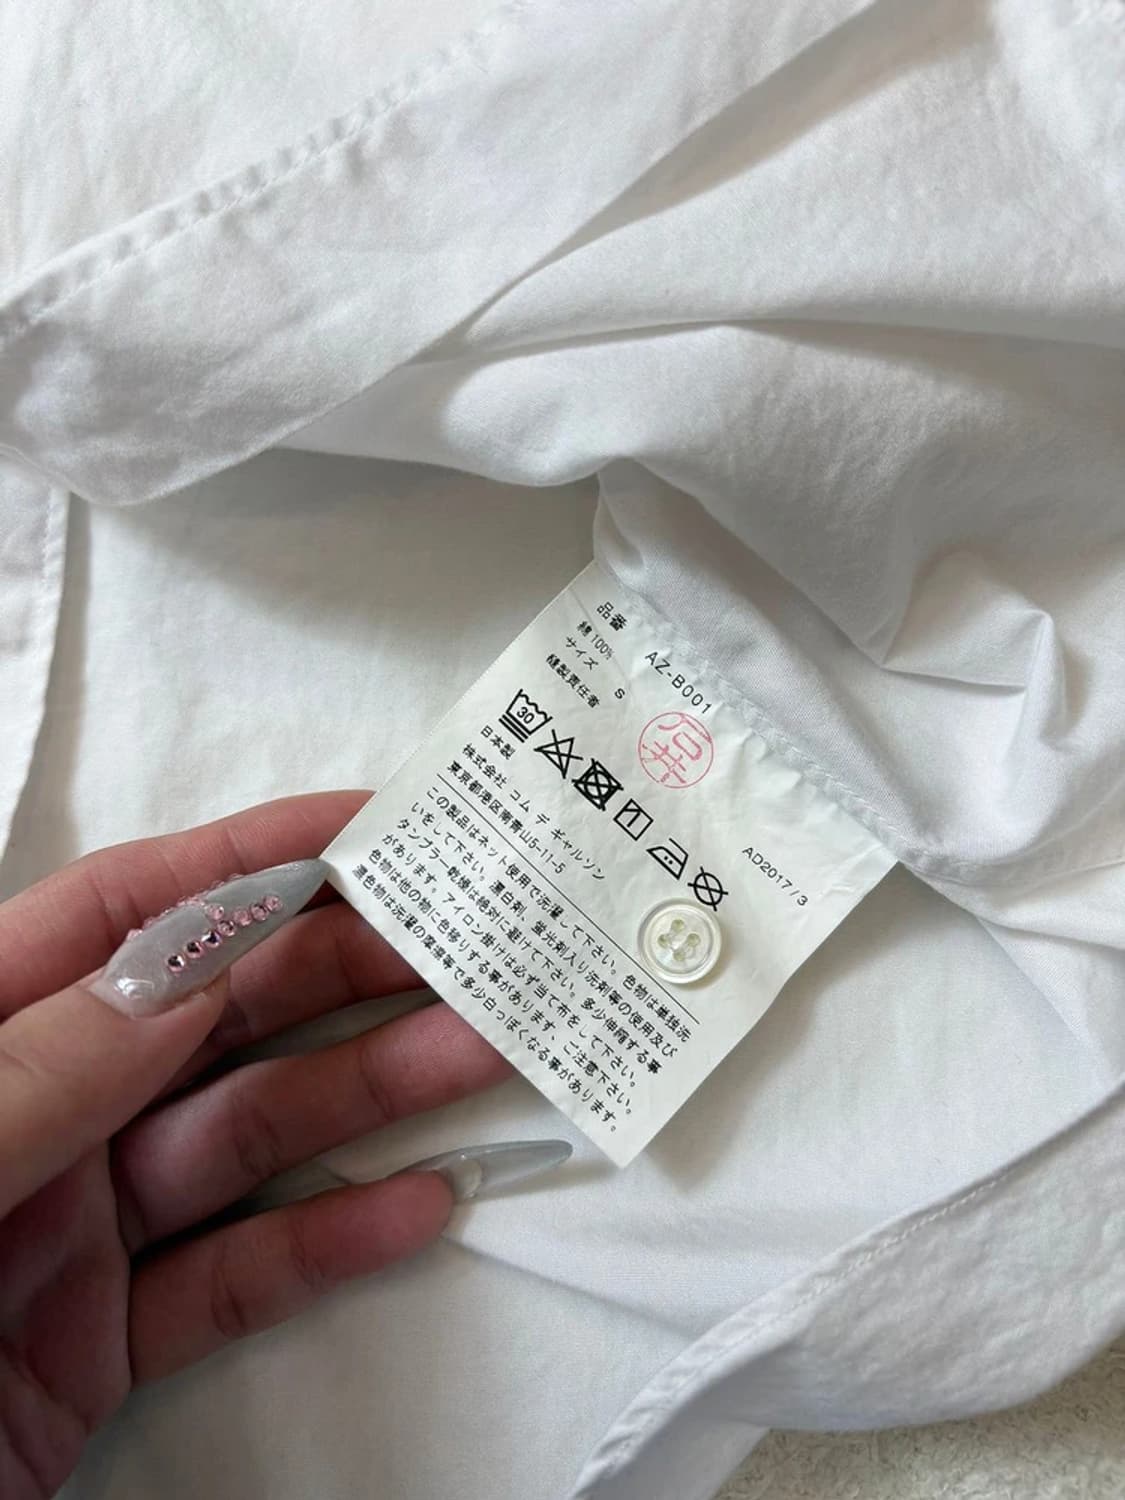 品番 AZ-B001
綿 100%
サイズ S
縫製責任者 石井
30
日本製
株式会社 コム デ ギャルソン
東京都港区南青山5-11-5
AD2017/3
この製品はネット使用で洗濯して下さい。色物は単独洗
いをして下さい。漂白剤、蛍光剤入り洗剤等の使用及び
タンブラー乾燥は絶対に避けて下さい。多少伸縮する事
があります。アイロン掛けは必ず当て布をして下さい。
色物は他の物に色移りする事があります、ご注意下さい。
濃色物は洗濯の摩擦等で多少白っぽくなる事があります。